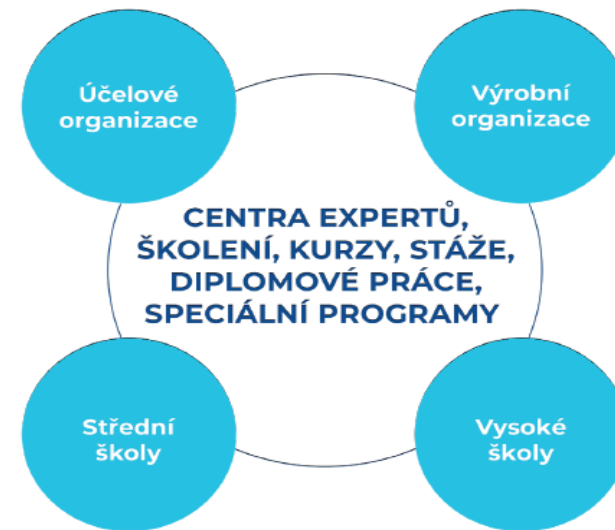 Účelové
organizace
Výrobní
organizace
CENTRA EXPERTŮ,
ŠKOLENÍ, KURZY, STÁŽE,
DIPLOMOVÉ PRÁCE,
SPECIÁLNÍ PROGRAMY
Střední
školy
Vysoké
školy